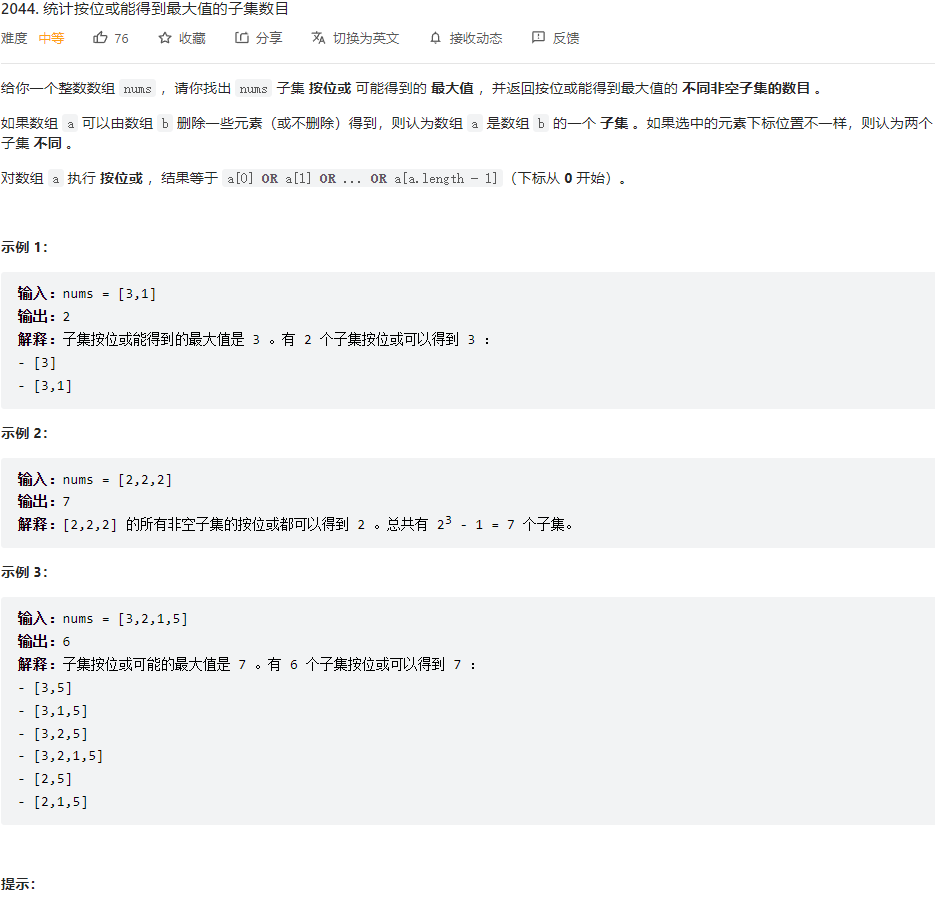 2044. 统计按位或能得到最大值的子集数目
难度 中等 76 收藏 分享 切换为英文 接收动态 反馈
给你一个整数数组 nums ，请你找出 nums 子集 按位或 可能得到的 最大值 ，并返回按位或能得到最大值的 不同非空子集的数目 。
如果数组 a 可以由数组 b 删除一些元素（或不删除）得到，则认为数组 a 是数组 b 的一个 子集 。如果选中的元素下标位置不一样，则认为两个
子集 不同 。
对数组 a 执行 按位或 ，结果等于 a[0] OR a[1] OR ... OR a[a.length - 1] （下标从 0 开始）。
示例 1：
输入：nums = [3,1]
输出：2
解释：子集按位或能得到的最大值是 3 。有 2 个子集按位或可以得到 3 ：
- [3]
- [3,1]
示例 2：
输入：nums = [2,2,2]
输出：7
解释：[2,2,2] 的所有非空子集的按位或都可以得到 2 。总共有 2³ - 1 = 7 个子集。
示例 3：
输入：nums = [3,2,1,5]
输出：6
解释：子集按位或可能的最大值是 7 。有 6 个子集按位或可以得到 7 ：
- [3,5]
- [3,1,5]
- [3,2,5]
- [3,2,1,5]
- [2,5]
- [2,1,5]
提示：